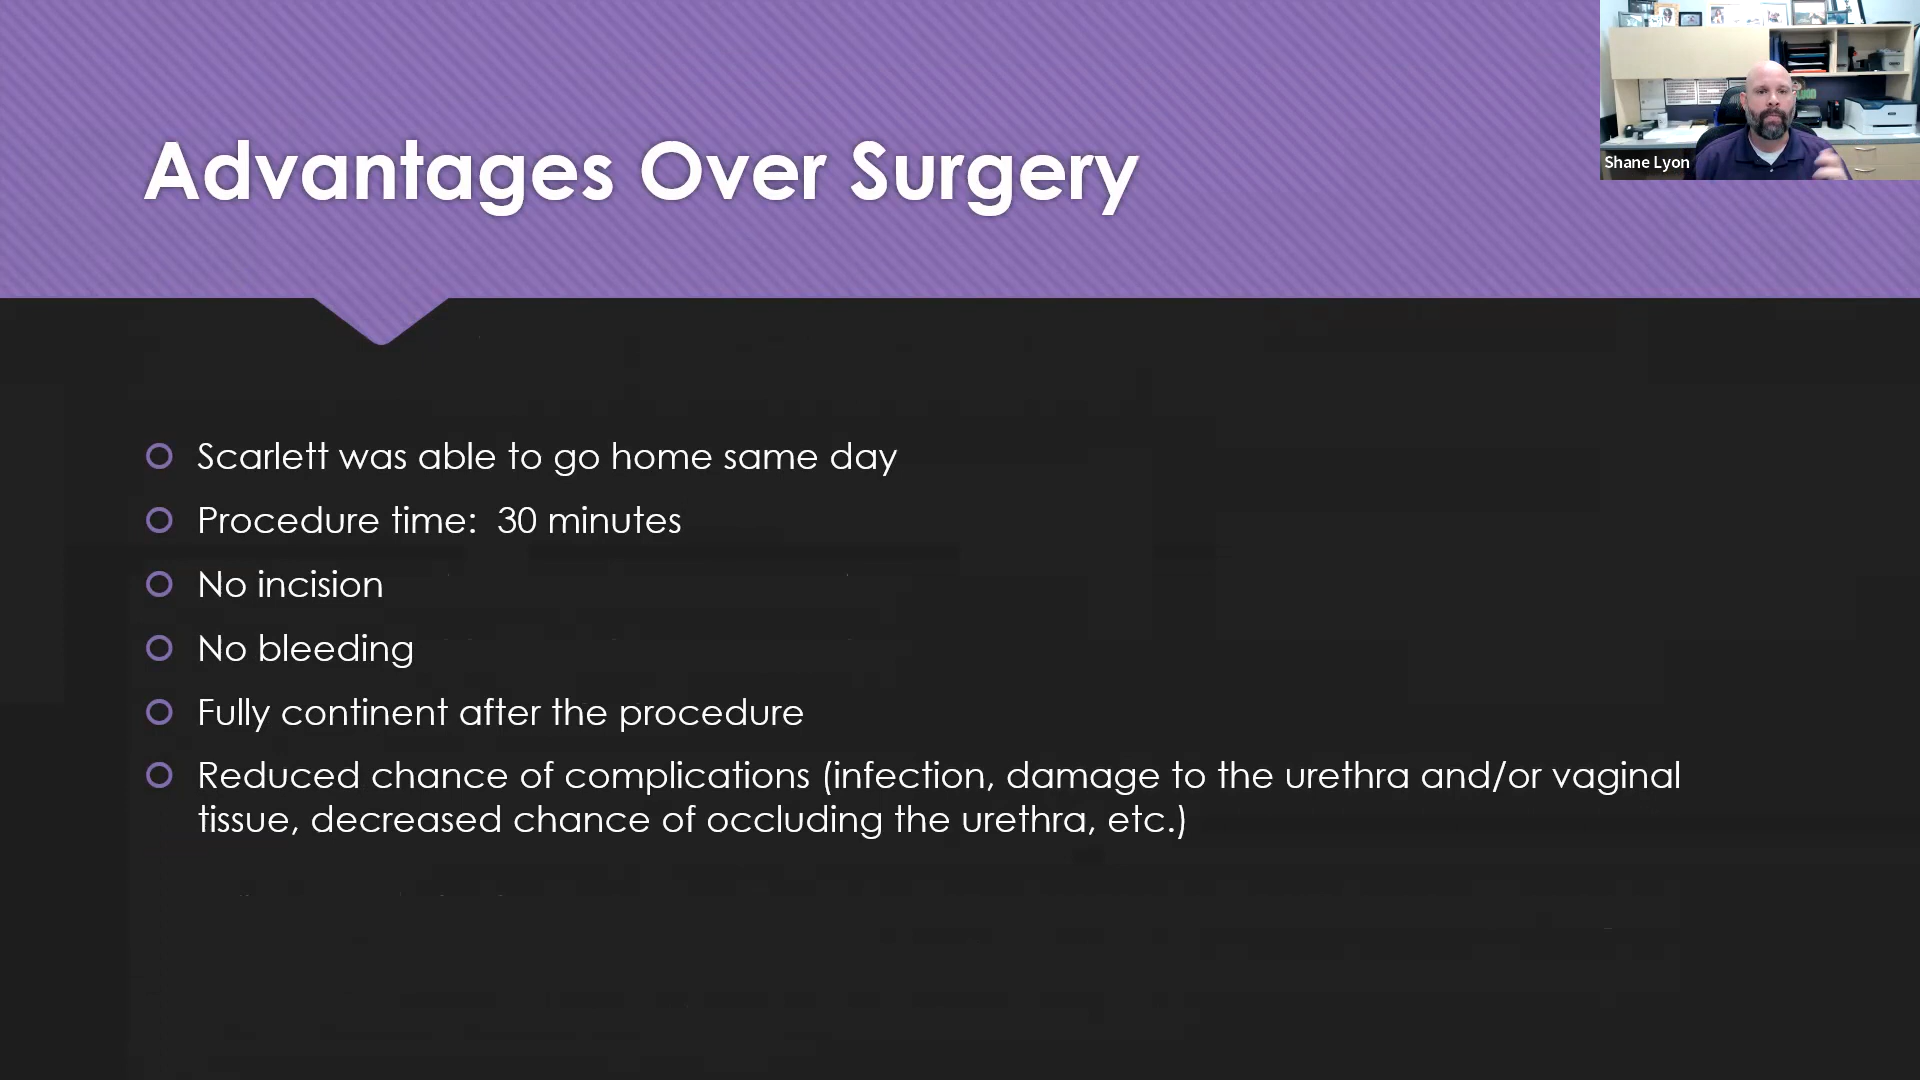 Advantages Over Surgery
Shane Lyon
Scarlett was able to go home same day
Procedure time:  30 minutes
No incision
No bleeding
Fully continent after the procedure
Reduced chance of complications (infection, damage to the urethra and/or vaginal
tissue, decreased chance of occluding the urethra, etc.)